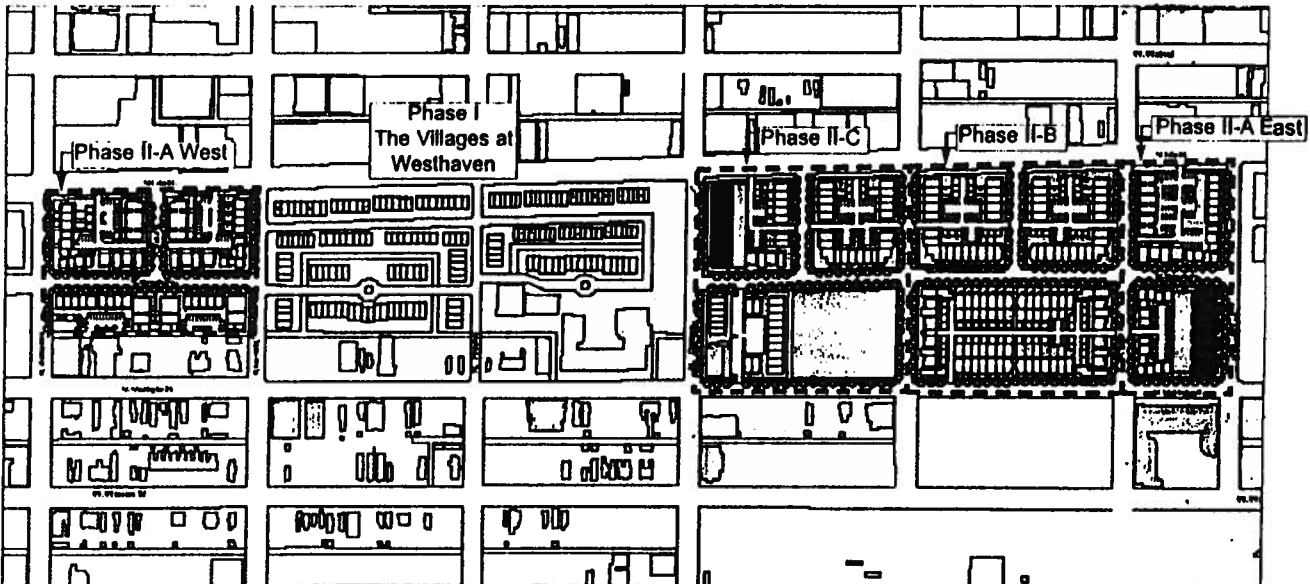 Phase I
The Villages at
Westhaven
Phase II-A West
Phase II-C
Phase II-B
Phase II-A East